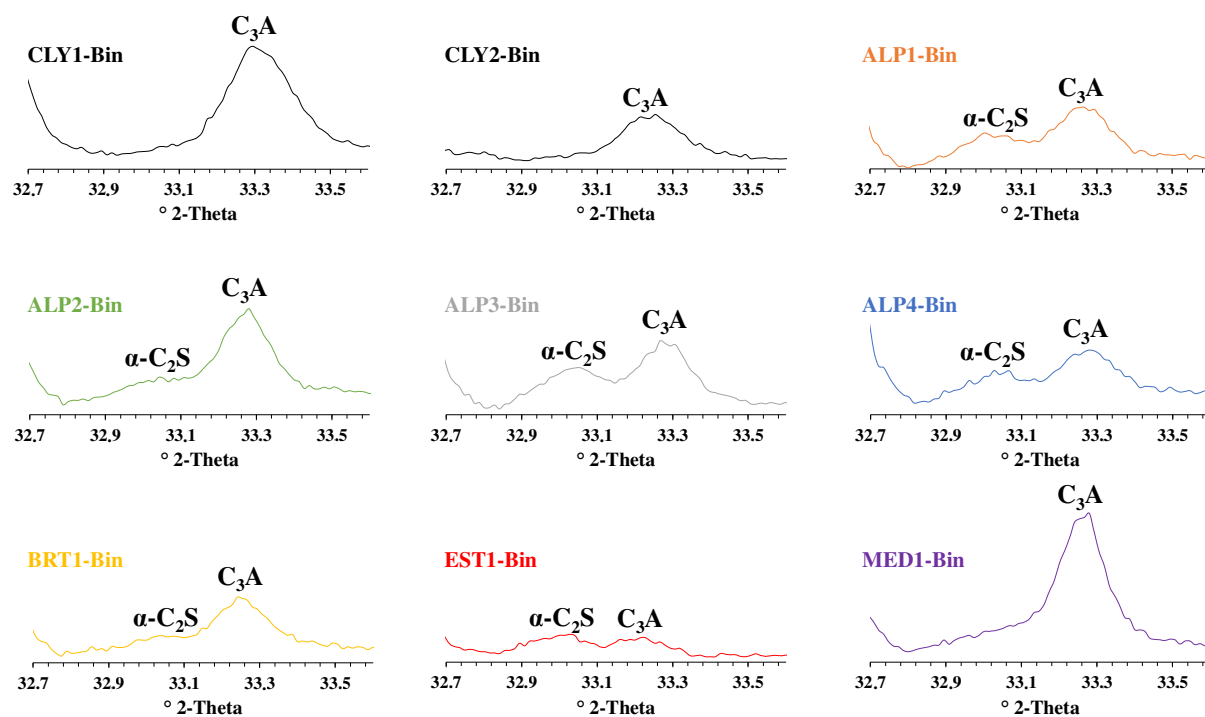 CLY1-Bin
C₃A
32.7 32.9 33.1 33.3 33.5
° 2-Theta
CLY2-Bin
C₃A
32.7 32.9 33.1 33.3 33.5
° 2-Theta
ALP1-Bin
α-C₂S
C₃A
32.7 32.9 33.1 33.3 33.5
° 2-Theta
ALP2-Bin
α-C₂S
C₃A
32.7 32.9 33.1 33.3 33.5
° 2-Theta
ALP3-Bin
α-C₂S
C₃A
32.7 32.9 33.1 33.3 33.5
° 2-Theta
ALP4-Bin
α-C₂S
C₃A
32.7 32.9 33.1 33.3 33.5
° 2-Theta
BRT1-Bin
α-C₂S
C₃A
32.7 32.9 33.1 33.3 33.5
° 2-Theta
EST1-Bin
α-C₂S
C₃A
32.7 32.9 33.1 33.3 33.5
° 2-Theta
MED1-Bin
C₃A
32.7 32.9 33.1 33.3 33.5
° 2-Theta